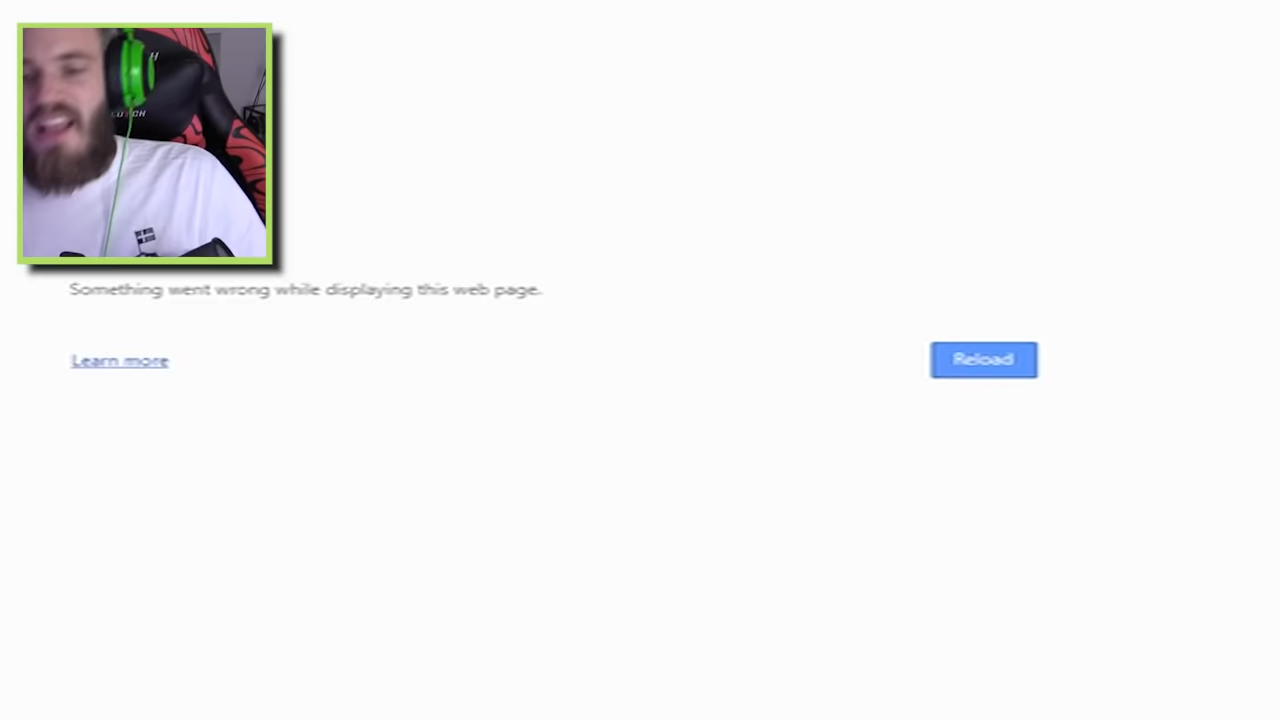 Something went wrong while displaying this web page.
Learn more
Reload